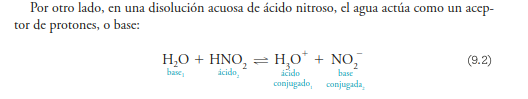 Por otro lado, en una disolución acuosa de ácido nitroso, el agua actúa como un acep-
tor de protones, o base:
H₂O + HNO₂ ⇌ H₃O⁺ + NO₂⁻ (9.2)
base₁ ácido₂ ácido base
conjugado₁ conjugada₂